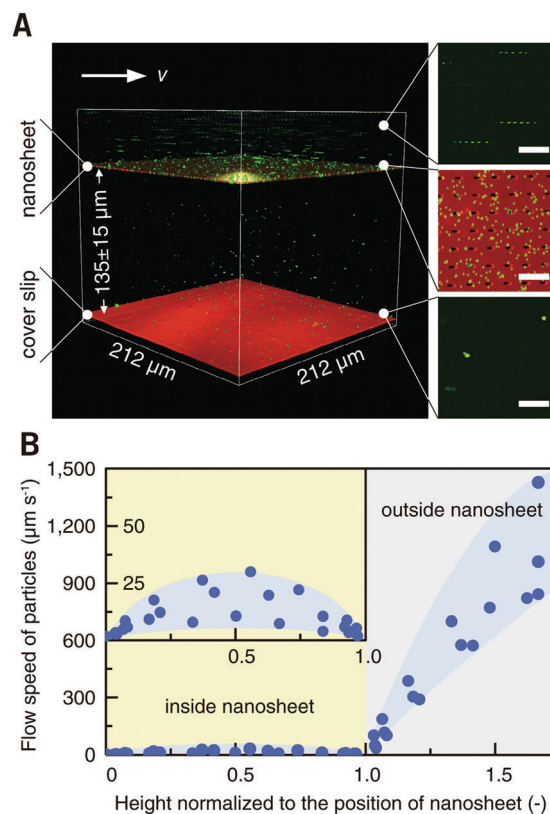 A
v
nanosheet
135±15 μm
cover slip
212 μm
212 μm
B
Flow speed of particles (μm s⁻¹)
1,500
1,200
900
600
300
0
50
25
0.5
1.0
outside nanosheet
inside nanosheet
0
0.5
1.0
1.5
Height normalized to the position of nanosheet (-)